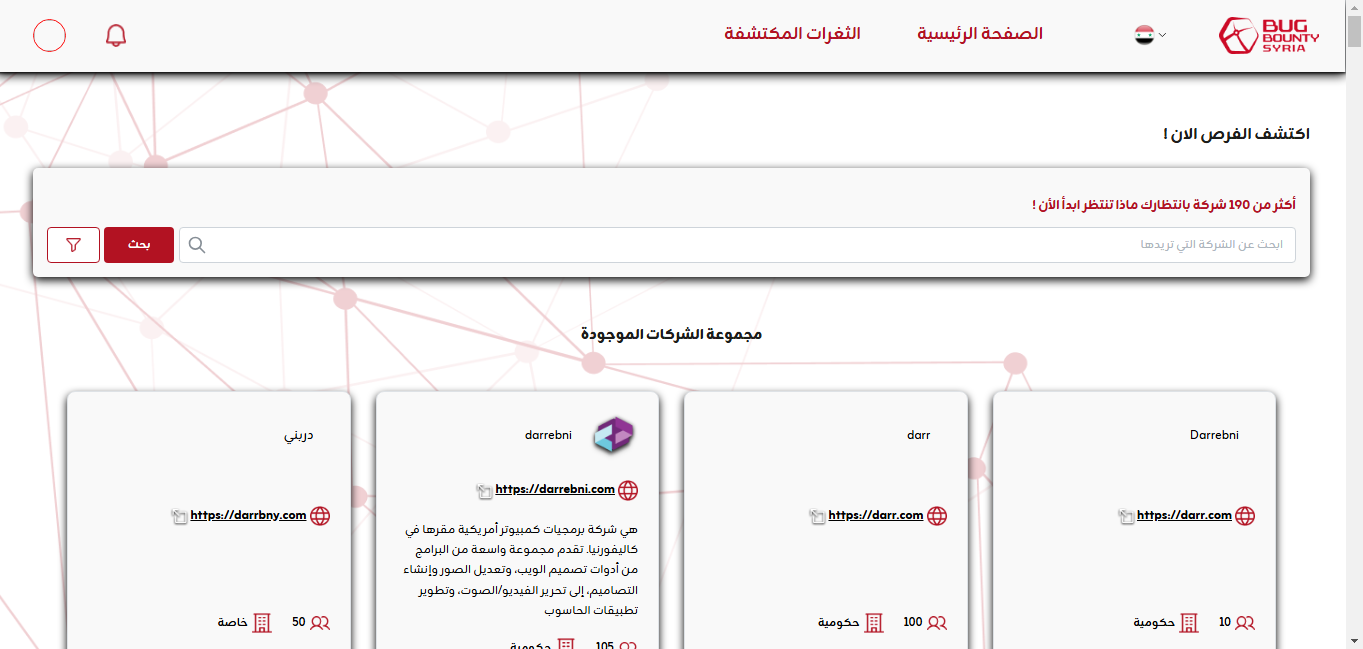 BUG
BOUNTY
SYRIA
الصفحة الرئيسية
الثغرات المكتشفة
اكتشف الفرص الان !
أكثر من 190 شركة بانتظارك ماذا تنتظر ابدأ الأن !
ابحث عن الشركة التي تريدها
بحث
مجموعة الشركات الموجودة
Darrebni
https://darr.com
10
حكومية
darr
https://darr.com
100
حكومية
darrebni
https://darrebni.com
هي شركة برمجيات كمبيوتر أمريكية مقرها في
كاليفورنيا. تقدم مجموعة واسعة من البرامج
من أدوات تصميم الويب، وتعديل الصور وإنشاء
التصاميم، إلى تحرير الفيديو/الصوت، وتطوير
تطبيقات الحاسوب
105
حكومية
دربني
https://darrbny.com
50
خاصة